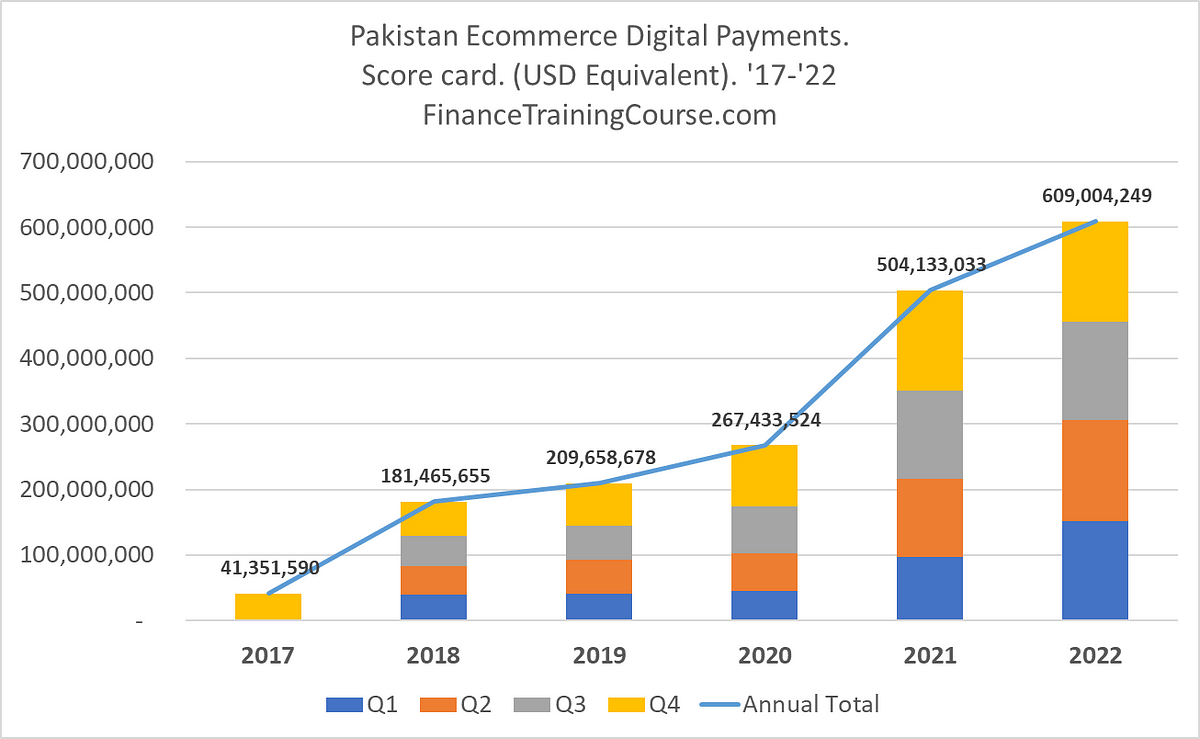 Pakistan Ecommerce Digital Payments.
Score card. (USD Equivalent). '17-'22
FinanceTrainingCourse.com
700,000,000
600,000,000
500,000,000
400,000,000
300,000,000
200,000,000
100,000,000
-
41,351,590
181,465,655
209,658,678
267,433,524
504,133,033
609,004,249
2017 2018 2019 2020 2021 2022
Q1 Q2 Q3 Q4 Annual Total